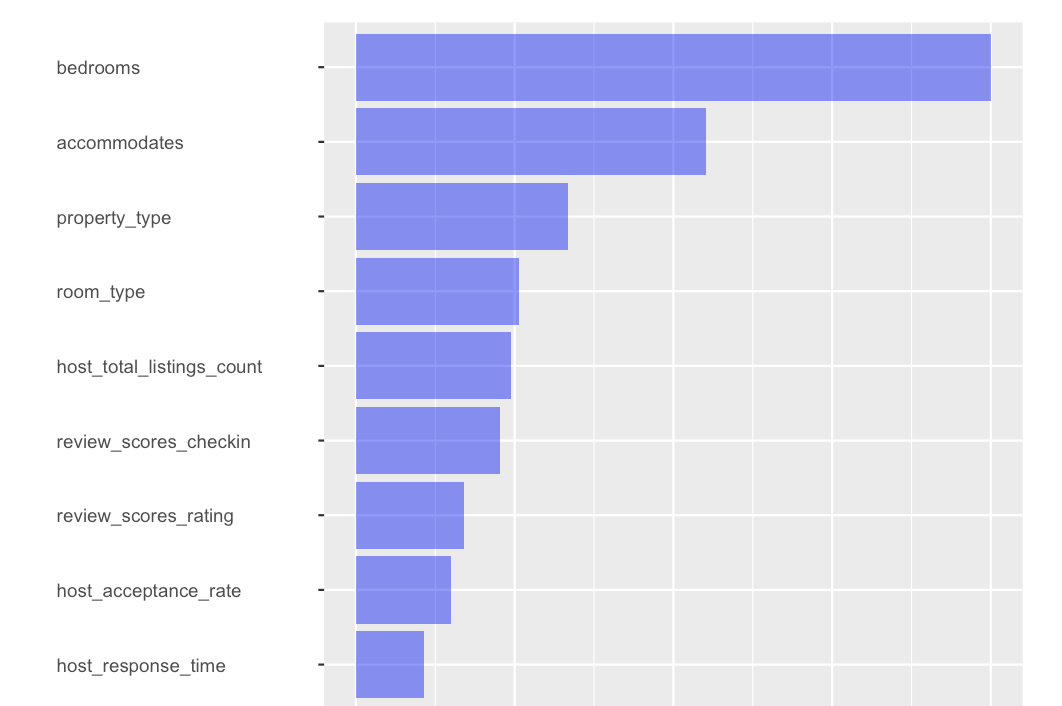 bedrooms
accommodates
property_type
room_type
host_total_listings_count
review_scores_checkin
review_scores_rating
host_acceptance_rate
host_response_time